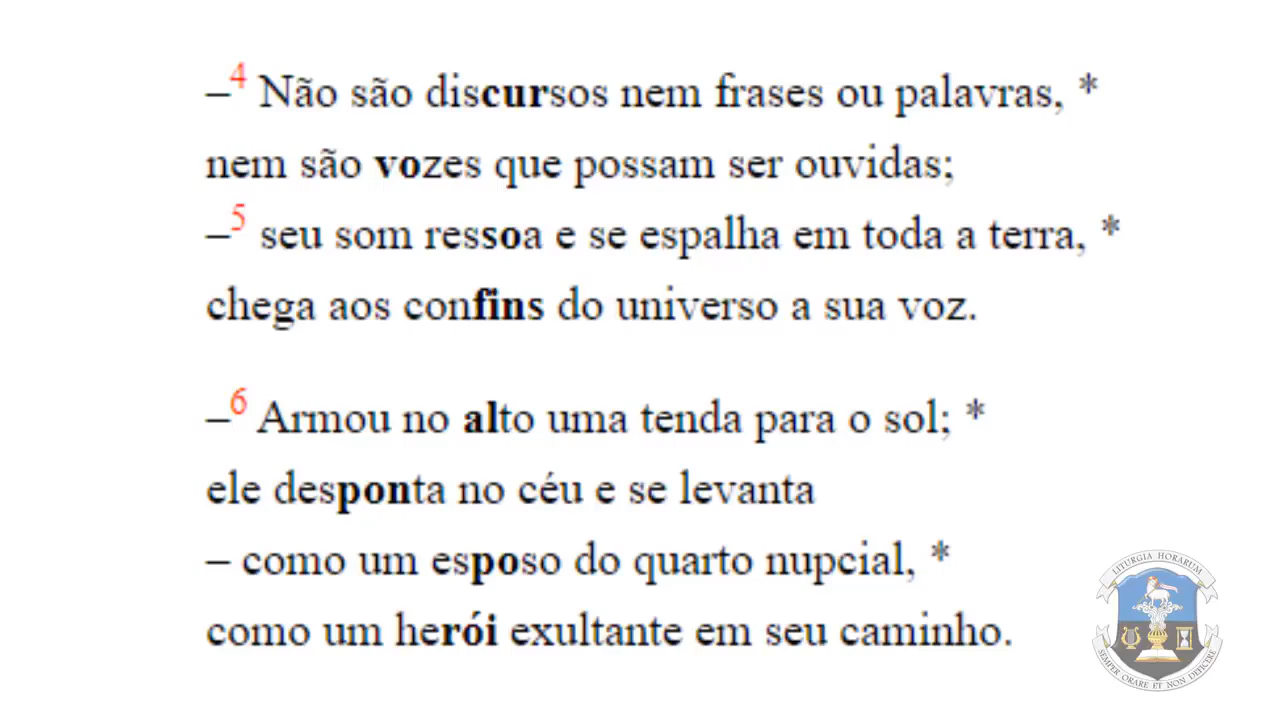 –4 Não são discursos nem frases ou palavras, *
nem são vozes que possam ser ouvidas;
–5 seu som ressoa e se espalha em toda a terra, *
chega aos confins do universo a sua voz.
–6 Armou no alto uma tenda para o sol; *
ele desponta no céu e se levanta
– como um esposo do quarto nupcial, *
como um herói exultante em seu caminho.
LITURGIA HORARUM
SEMPER ORARE ET NON DEFICERE